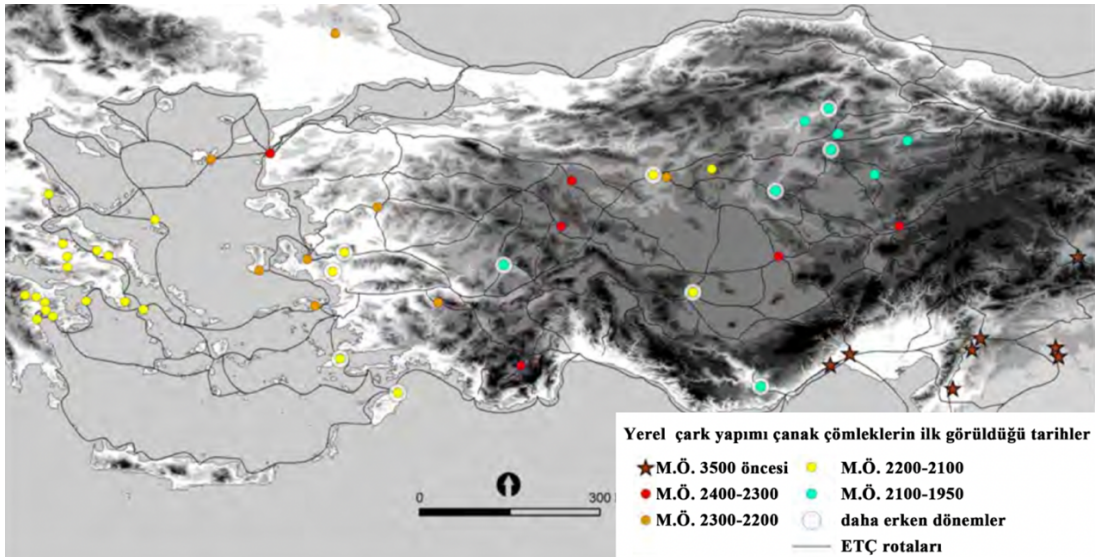 Yerel çark yapımı çanak çömleklerin ilk görüldüğü tarihler
M.Ö. 3500 öncesi
M.Ö. 2200-2100
M.Ö. 2400-2300
M.Ö. 2100-1950
M.Ö. 2300-2200
daha erken dönemler
ETÇ rotaları
0 300